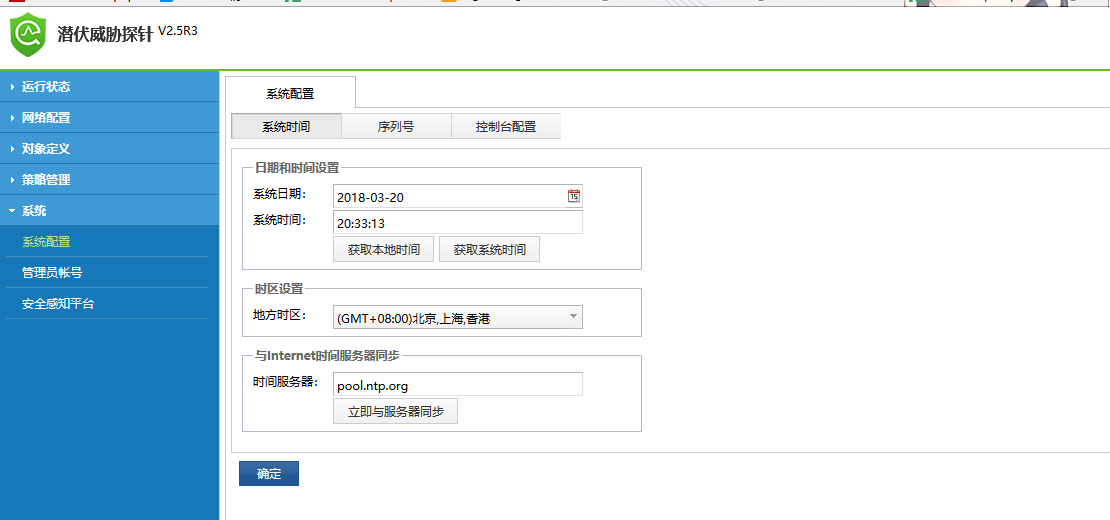 潜伏威胁探针 V2.5R3
运行状态
网络配置
对象定义
策略管理
系统
系统配置
管理员帐号
安全感知平台
系统配置
系统时间 序列号 控制台配置
日期和时间设置
系统日期: 2018-03-20
系统时间: 20:33:13
获取本地时间 获取系统时间
时区设置
地方时区: (GMT+08:00)北京,上海,香港
与Internet时间服务器同步
时间服务器: pool.ntp.org
立即与服务器同步
确定